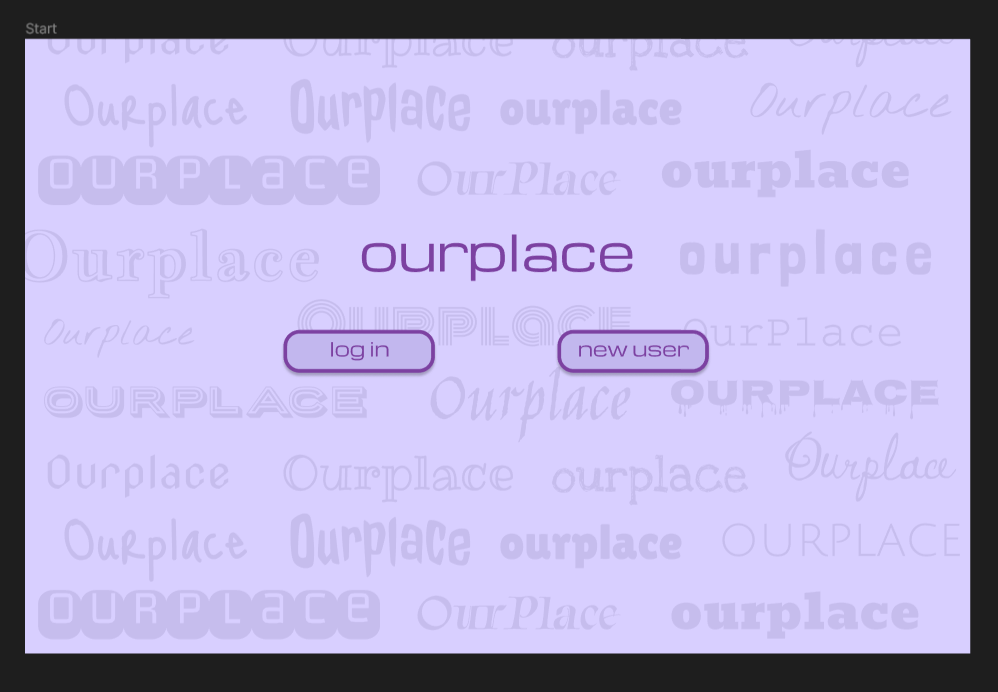 Start
Ourplace Ourplace ourplace Ourplace
Ourplace Ourplace ourplace Ourplace
OURPLaCe OurPlace ourplace
Ourplace ourplace ourplace
Ourplace OURPLaCE OurPlace
log in new user
OURPLACE Ourplace OURPLACE
Ourplace Ourplace ourplace Ourplace
Ourplace Ourplace ourplace OURPLACE
OURPLaCe OurPlace ourplace